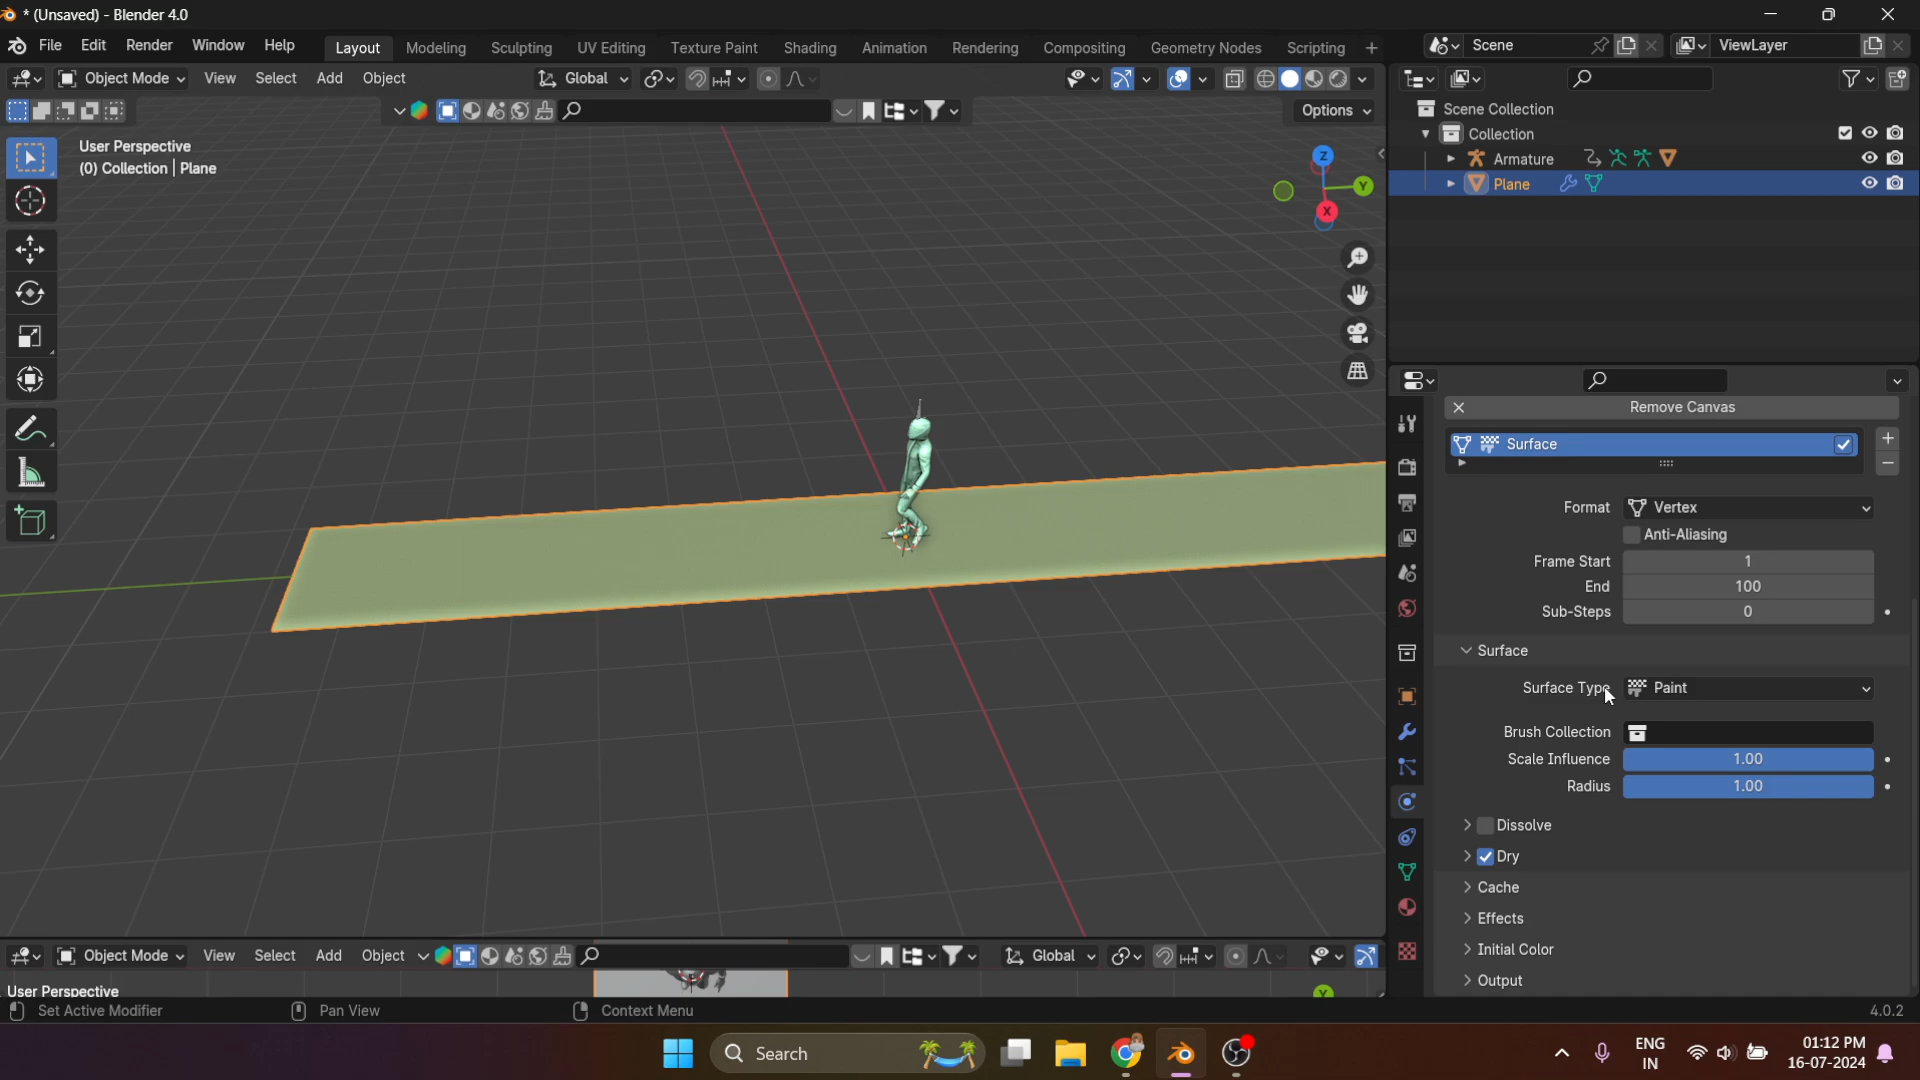 * (Unsaved) - Blender 4.0
File Edit Render Window Help Layout Modeling Sculpting UV Editing Texture Paint Shading Animation Rendering Compositing Geometry Nodes Scripting + Scene ViewLayer
Object Mode View Select Add Object Global
Options
User Perspective
(0) Collection | Plane
Z
Y
X
Scene Collection
Collection
Armature
Plane
Remove Canvas
Surface
Format Vertex
Anti-Aliasing
Frame Start 1
End 100
Sub-Steps 0
Surface
Surface Type Paint
Brush Collection
Scale Influence 1.00
Radius 1.00
Dissolve
Dry
Cache
Effects
Initial Color
Output
Object Mode View Select Add Object Global
User Perspective
Y
Set Active Modifier Pan View Context Menu 4.0.2
Search
ENG
IN
01:12 PM
16-07-2024